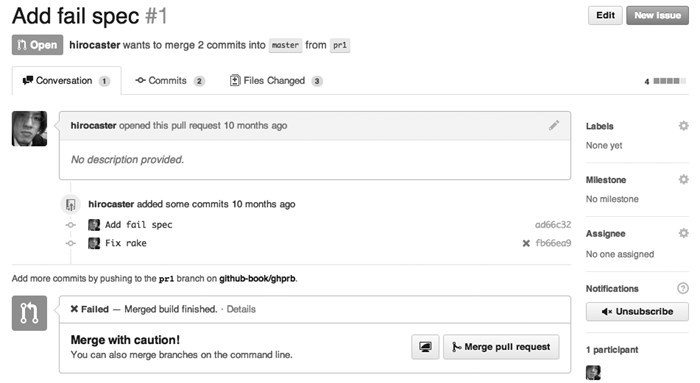 Add fail spec #1
Edit
New Issue
Open
hirocaster wants to merge 2 commits into master from pr1
Conversation 1
Commits 2
Files Changed 3
4
hirocaster opened this pull request 10 months ago
No description provided.
hirocaster added some commits 10 months ago
Add fail spec
ad66c32
Fix rake
fb66ea9
Add more commits by pushing to the pr1 branch on github-book/ghprb.
Failed — Merged build finished. · Details
Merge with caution!
You can also merge branches on the command line.
Merge pull request
Labels
None yet
Milestone
No milestone
Assignee
No one assigned
Notifications
?
Unsubscribe
1 participant